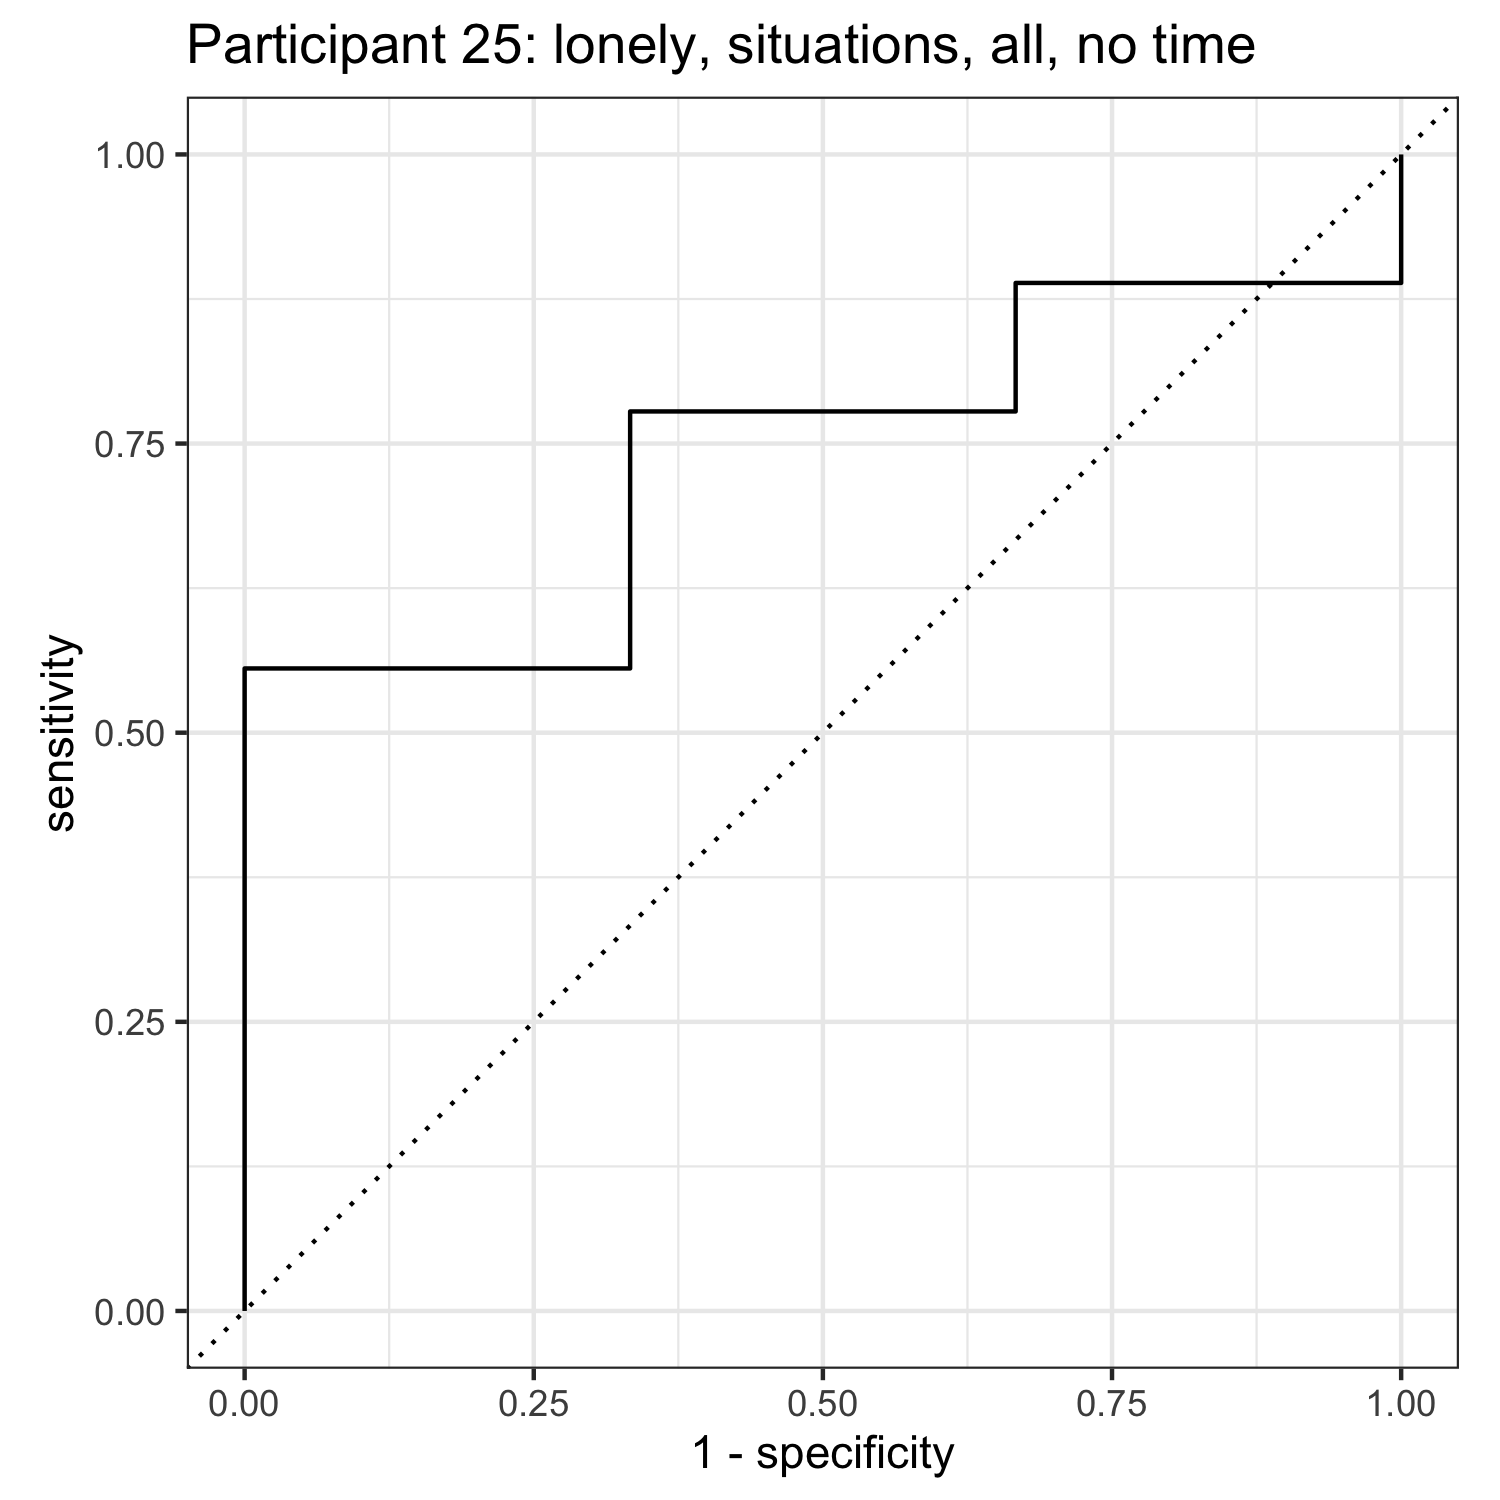 Participant 25: lonely, situations, all, no time
1.00
0.75
0.50
0.25
0.00
sensitivity
0.00 0.25 0.50 0.75 1.00
1 - specificity